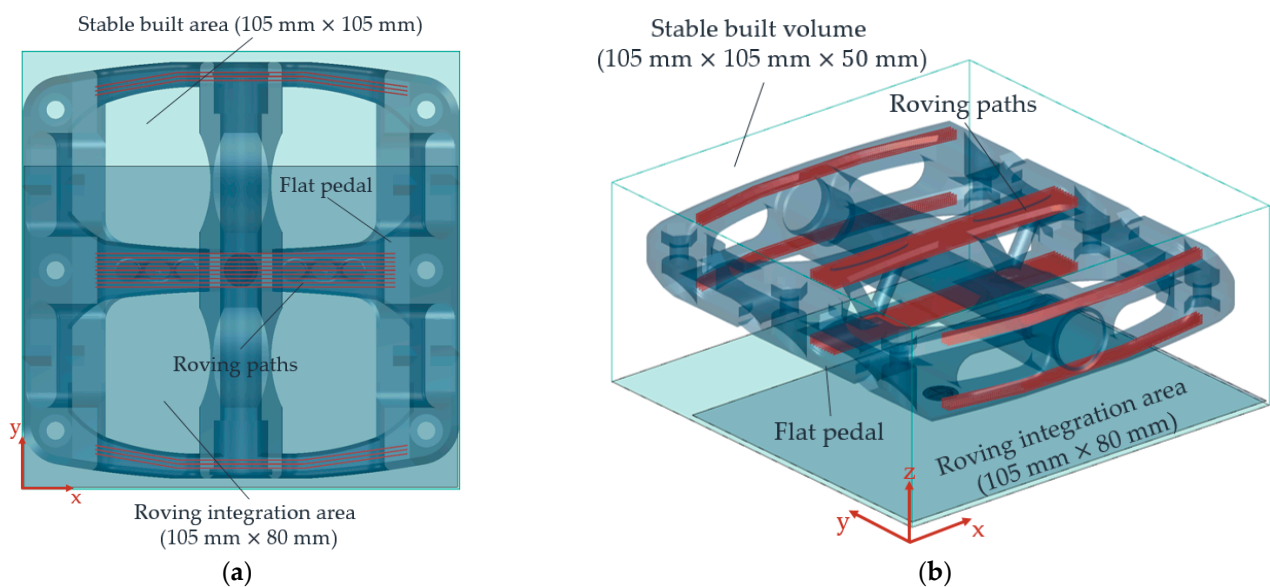 Stable built area (105 mm × 105 mm)
Flat pedal
Roving paths
y
x
Roving integration area
(105 mm × 80 mm)
(a)
Stable built volume
(105 mm × 105 mm × 50 mm)
Roving paths
Flat pedal
Roving integration area
(105 mm × 80 mm)
z
y
x
(b)